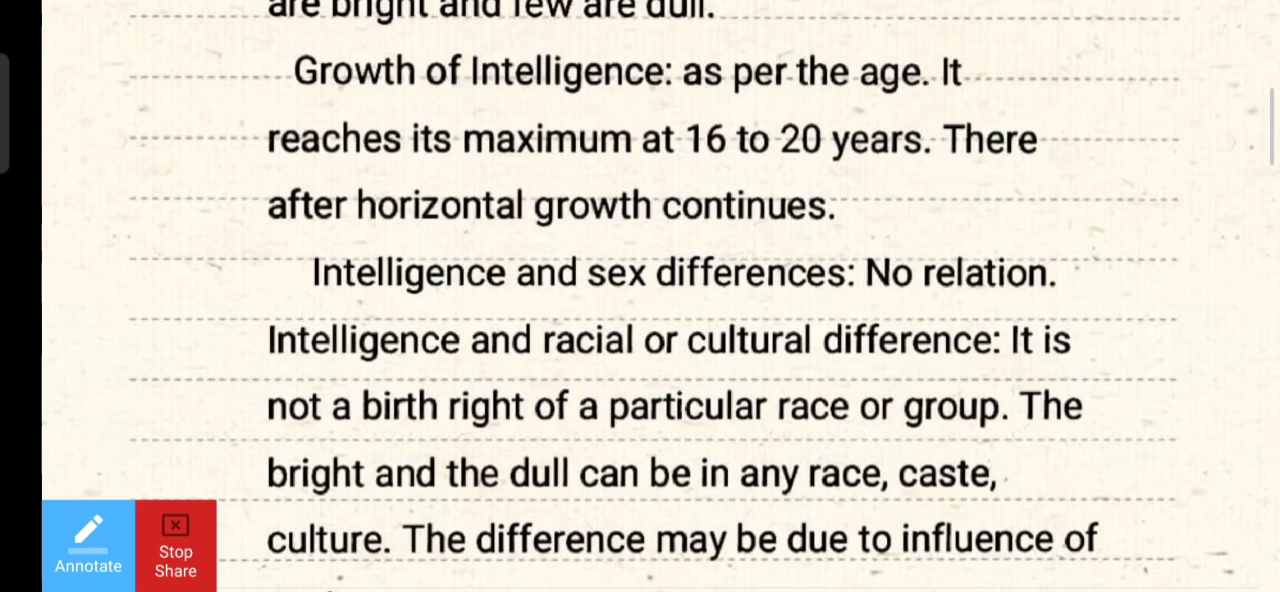 are bright and few are dull.
Growth of Intelligence: as per the age. It
reaches its maximum at 16 to 20 years. There
after horizontal growth continues.
Intelligence and sex differences: No relation.
Intelligence and racial or cultural difference: It is
not a birth right of a particular race or group. The
bright and the dull can be in any race, caste,
culture. The difference may be due to influence of
Annotate
Stop
Share